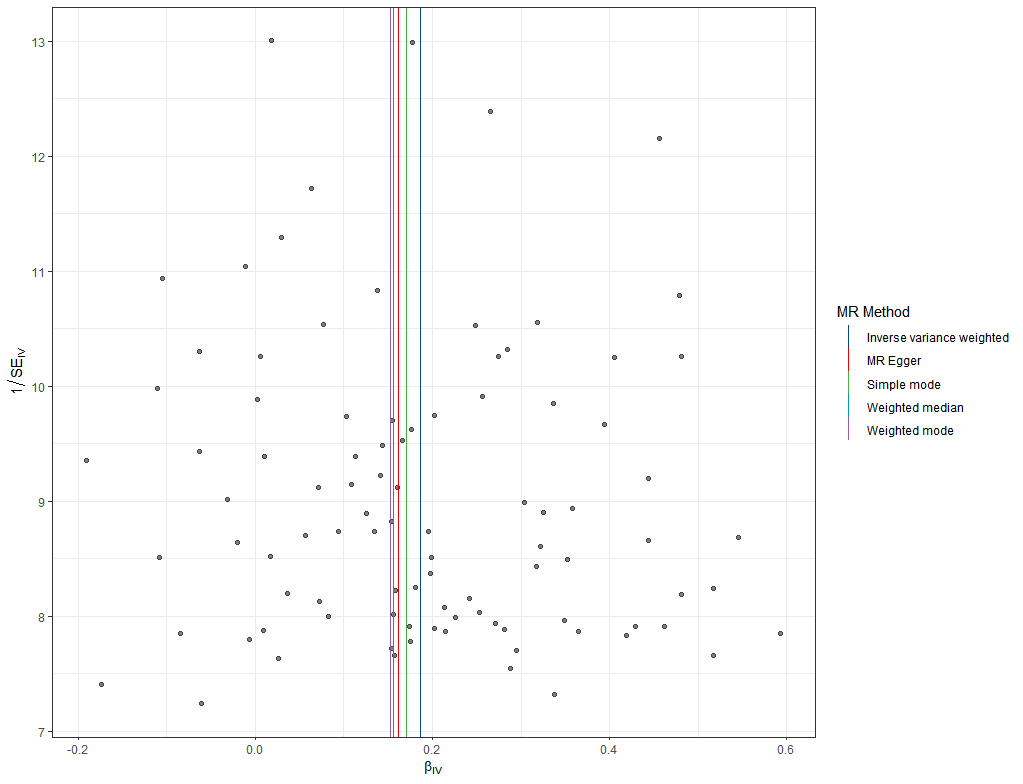 13
12
11
10
9
8
7
1/SE_IV
-0.2 0.0 0.2 0.4 0.6
β_IV
MR Method
Inverse variance weighted
MR Egger
Simple mode
Weighted median
Weighted mode